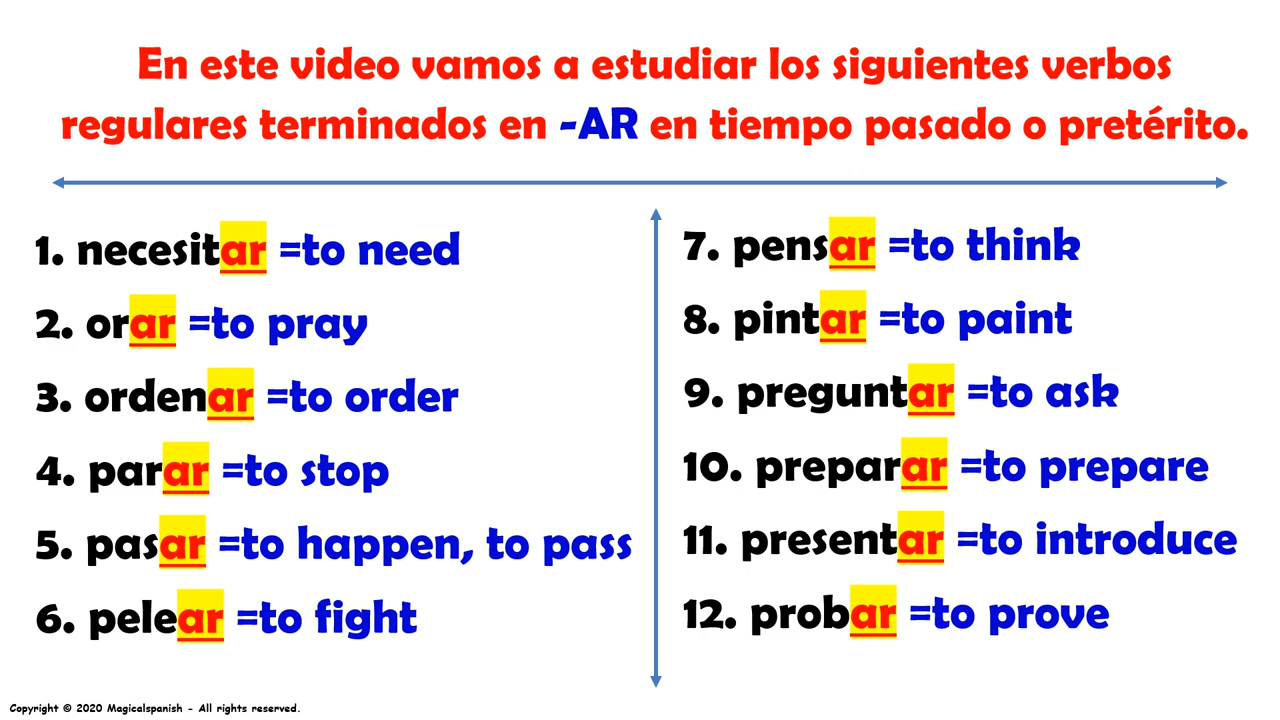 En este video vamos a estudiar los siguientes verbos
regulares terminados en -AR en tiempo pasado o pretérito.
1. necesitar =to need
2. orar =to pray
3. ordenar =to order
4. parar =to stop
5. pasar =to happen, to pass
6. pelear =to fight
7. pensar =to think
8. pintar =to paint
9. preguntar =to ask
10. preparar =to prepare
11. presentar =to introduce
12. probar =to prove
Copyright © 2020 Magicalspanish - All rights reserved.